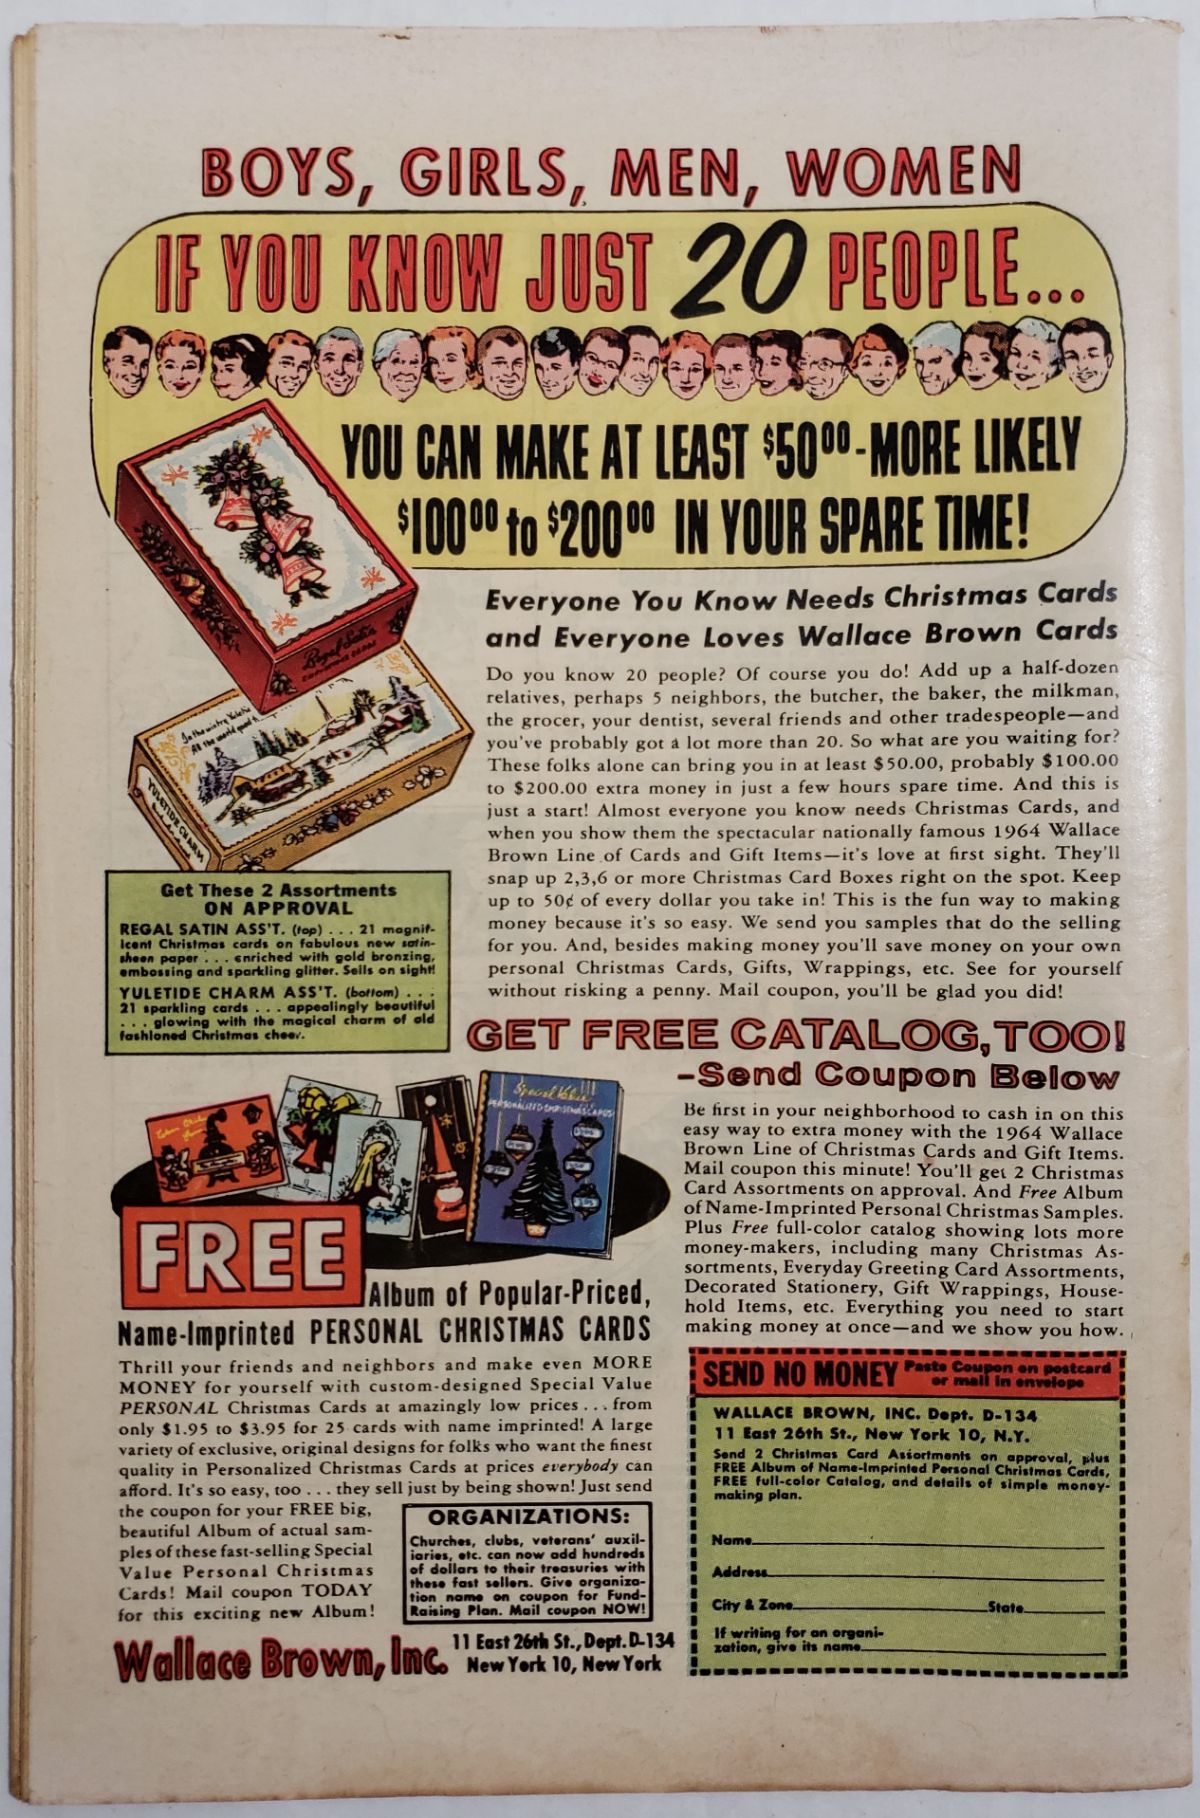 BOYS, GIRLS, MEN, WOMEN
IF YOU KNOW JUST 20 PEOPLE...
YOU CAN MAKE AT LEAST $50⁰⁰-MORE LIKELY
$100⁰⁰ to $200⁰⁰ IN YOUR SPARE TIME!
Regal Satin
CHRISTMAS CARDS
In the country Yuletide
All the world
YULETIDE CHARM
Everyone You Know Needs Christmas Cards
and Everyone Loves Wallace Brown Cards
Do you know 20 people? Of course you do! Add up a half-dozen
relatives, perhaps 5 neighbors, the butcher, the baker, the milkman,
the grocer, your dentist, several friends and other tradespeople—and
you've probably got a lot more than 20. So what are you waiting for?
These folks alone can bring you in at least $50.00, probably $100.00
to $200.00 extra money in just a few hours spare time. And this is
just a start! Almost everyone you know needs Christmas Cards, and
when you show them the spectacular nationally famous 1964 Wallace
Brown Line of Cards and Gift Items—it's love at first sight. They'll
snap up 2,3,6 or more Christmas Card Boxes right on the spot. Keep
up to 50¢ of every dollar you take in! This is the fun way to making
money because it's so easy. We send you samples that do the selling
for you. And, besides making money you'll save money on your own
personal Christmas Cards, Gifts, Wrappings, etc. See for yourself
without risking a penny. Mail coupon, you'll be glad you did!
Get These 2 Assortments
ON APPROVAL
REGAL SATIN ASS'T. (top) . . . 21 magnif-
icent Christmas cards on fabulous new satin-
sheen paper . . . enriched with gold bronzing,
embossing and sparkling glitter. Sells on sight!
YULETIDE CHARM ASS'T. (bottom) . . .
21 sparkling cards . . . appealingly beautiful
. . . glowing with the magical charm of old
fashioned Christmas cheer.
GET FREE CATALOG, TOO!
-Send Coupon Below
Be first in your neighborhood to cash in on this
easy way to extra money with the 1964 Wallace
Brown Line of Christmas Cards and Gift Items.
Mail coupon this minute! You'll get 2 Christmas
Card Assortments on approval. And Free Album
of Name-Imprinted Personal Christmas Samples.
Plus Free full-color catalog showing lots more
money-makers, including many Christmas As-
sortments, Everyday Greeting Card Assortments,
Decorated Stationery, Gift Wrappings, House-
hold Items, etc. Everything you need to start
making money at once—and we show you how.
Special Value
PERSONALIZED CHRISTMAS CARDS
FREE
Album of Popular-Priced,
Name-Imprinted PERSONAL CHRISTMAS CARDS
Thrill your friends and neighbors and make even MORE
MONEY for yourself with custom-designed Special Value
PERSONAL Christmas Cards at amazingly low prices . . . from
only $1.95 to $3.95 for 25 cards with name imprinted! A large
variety of exclusive, original designs for folks who want the finest
quality in Personalized Christmas Cards at prices everybody can
afford. It's so easy, too . . . they sell just by being shown! Just send
the coupon for your FREE big,
beautiful Album of actual sam-
ples of these fast-selling Special
Value Personal Christmas
Cards! Mail coupon TODAY
for this exciting new Album!
ORGANIZATIONS:
Churches, clubs, veterans' auxil-
iaries, etc. can now add hundreds
of dollars to their treasuries with
these fast sellers. Give organiza-
tion name on coupon for Fund-
Raising Plan. Mail coupon NOW!
Wallace Brown, Inc. 11 East 26th St., Dept. D-134
New York 10, New York
SEND NO MONEY Paste Coupon on postcard
or mail in envelope
WALLACE BROWN, INC. Dept. D-134
11 East 26th St., New York 10, N.Y.
Send 2 Christmas Card Assortments on approval, plus
FREE Album of Name-Imprinted Personal Christmas Cards,
FREE full-color Catalog, and details of simple money-
making plan.
Name
Address
City & Zone State
If writing for an organi-
zation, give its name